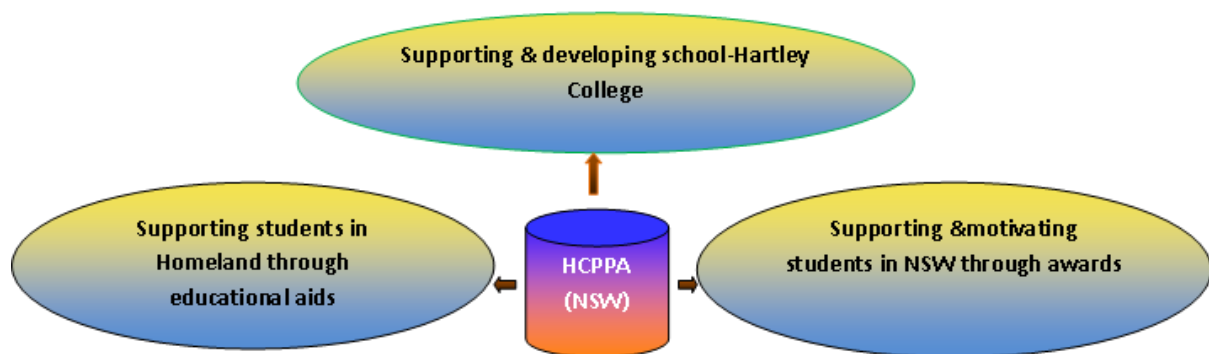 Supporting & developing school-Hartley
College
Supporting students in
Homeland through
educational aids
HCPPA
(NSW)
Supporting &motivating
students in NSW through awards